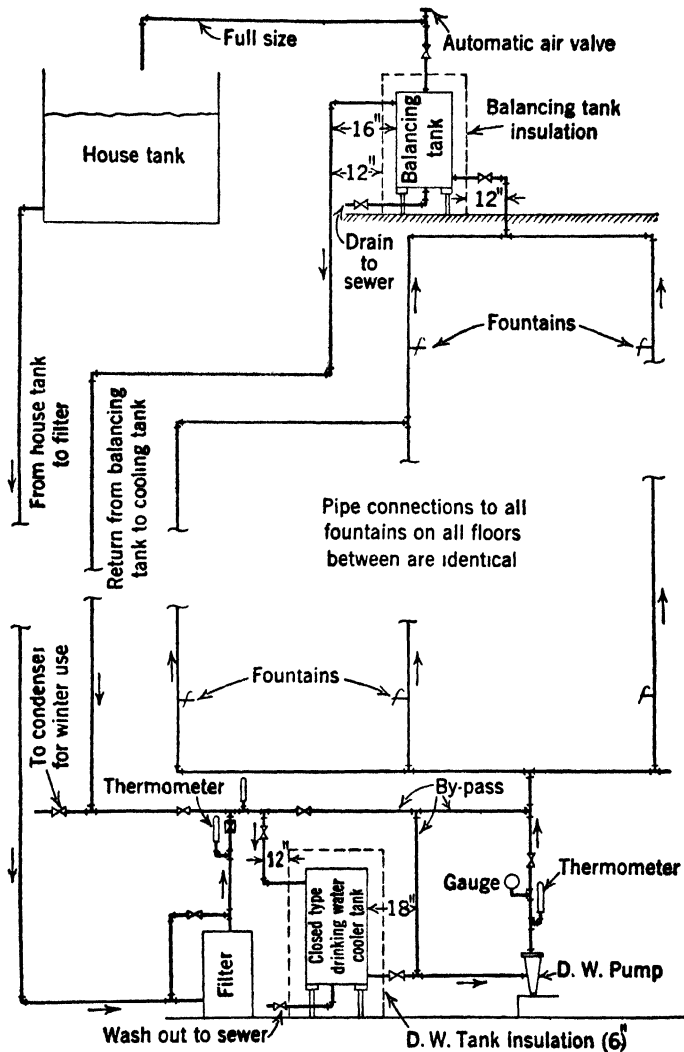 Full size
Automatic air valve
House tank
Balancing
tank
16"
12"
12"
Balancing tank
insulation
Drain
to
sewer
Fountains
From house tank
to filter
Return from balancing
tank to cooling tank
Pipe connections to all
fountains on all floors
between are identical
To condenser
for winter use
Fountains
Thermometer
By-pass
12"
Closed type
drinking water
cooler tank
18"
Gauge
Thermometer
Filter
D. W. Pump
Wash out to sewer
D. W. Tank insulation (6")